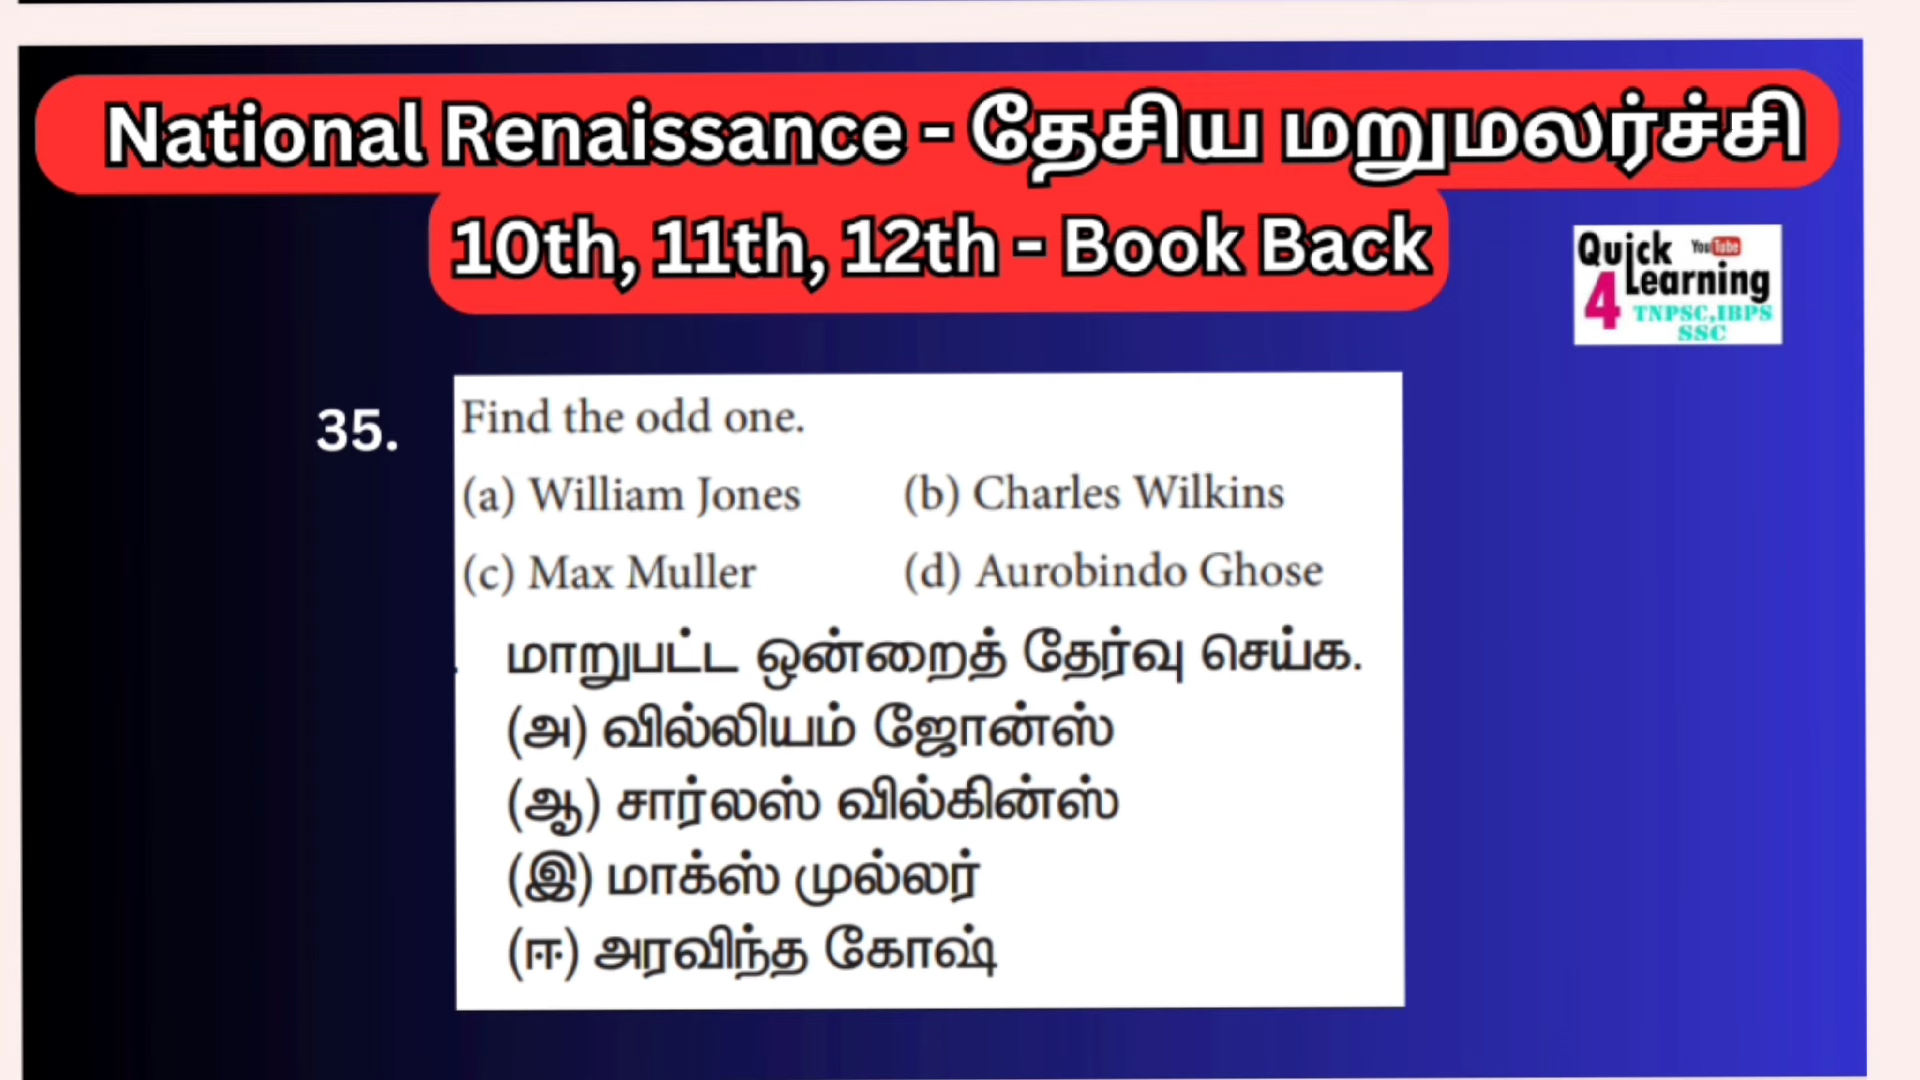 National Renaissance - தேசிய மறுமலர்ச்சி
10th, 11th, 12th - Book Back
Quick YouTube
4 Learning
TNPSC,IBPS
SSC
35.
Find the odd one.
(a) William Jones (b) Charles Wilkins
(c) Max Muller (d) Aurobindo Ghose
மாறுபட்ட ஒன்றைத் தேர்வு செய்க.
(அ) வில்லியம் ஜோன்ஸ்
(ஆ) சார்லஸ் வில்கின்ஸ்
(இ) மாக்ஸ் முல்லர்
(ஈ) அரவிந்த கோஷ்